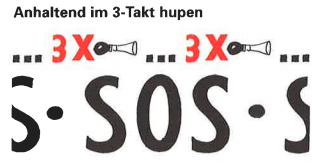 Anhaltend im 3-Takt hupen
... 3X ... 3X ...
S · SOS · S